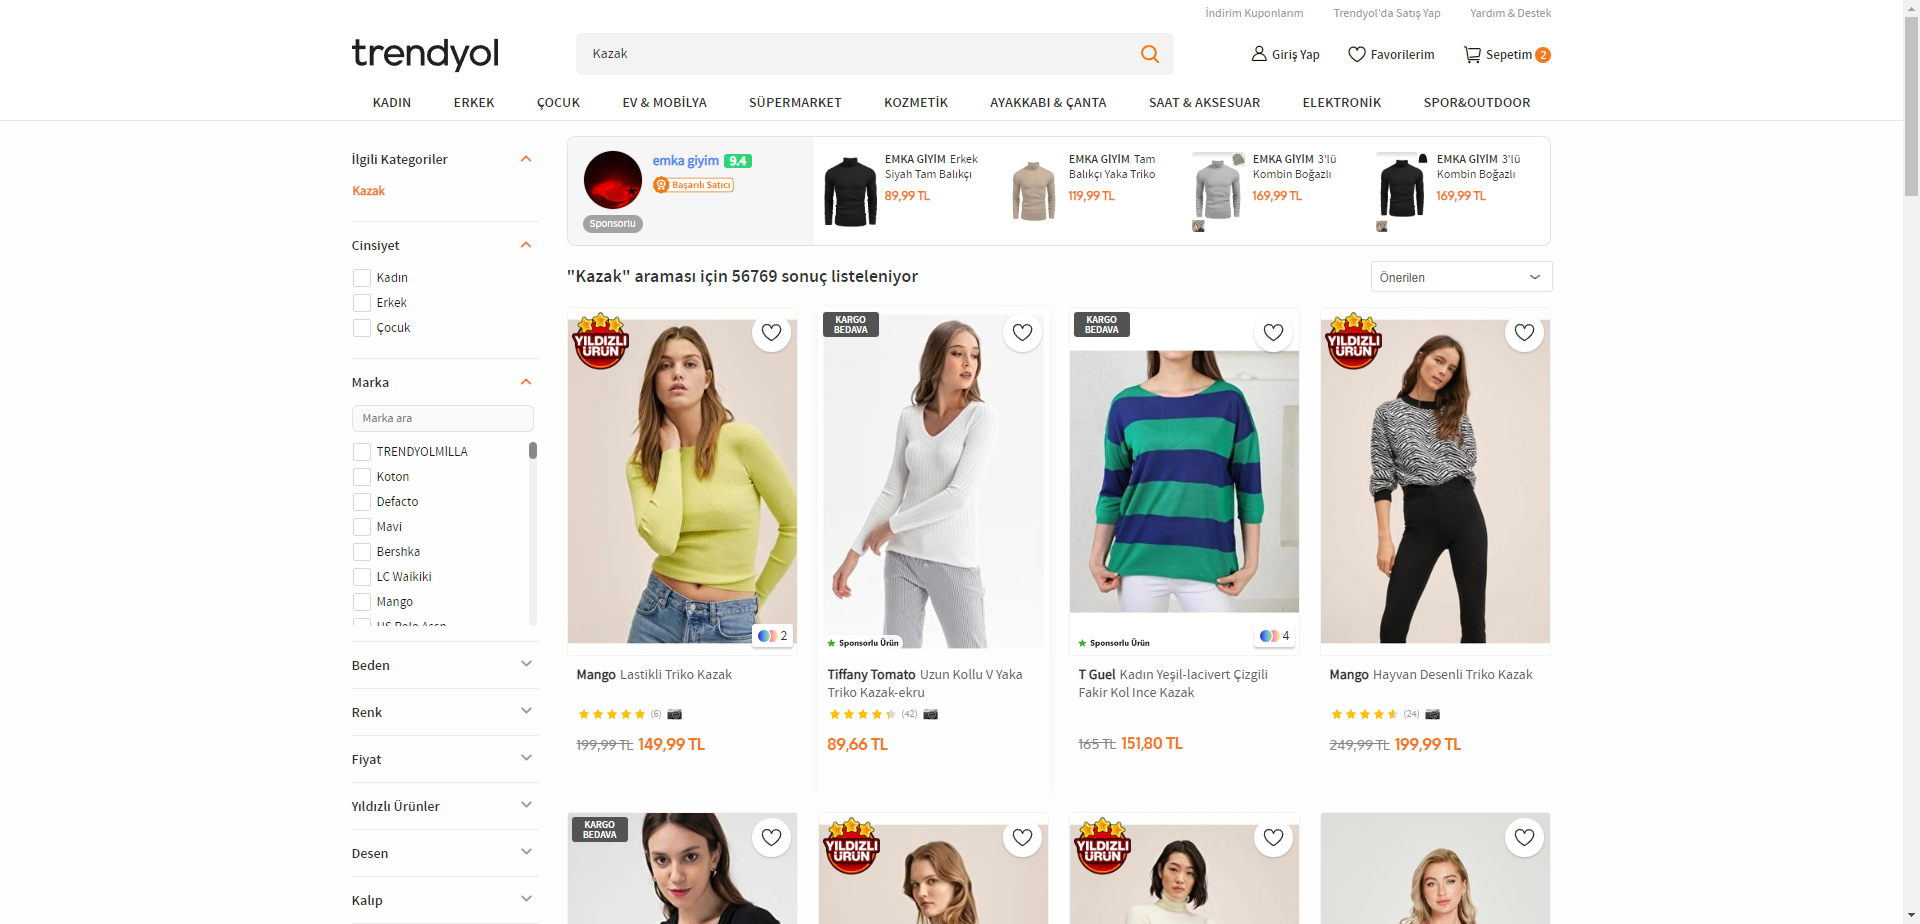 İndirim Kuponlarım
Trendyol'da Satış Yap
Yardım & Destek
trendyol
Kazak
Giriş Yap
Favorilerim
Sepetim 2
KADIN
ERKEK
ÇOCUK
EV & MOBİLYA
SÜPERMARKET
KOZMETİK
AYAKKABI & ÇANTA
SAAT & AKSESUAR
ELEKTRONİK
SPOR&OUTDOOR
İlgili Kategoriler
Kazak
Cinsiyet
Kadın
Erkek
Çocuk
Marka
Marka ara
TRENDYOLMİLLA
Koton
Defacto
Mavi
Bershka
LC Waikiki
Mango
Beden
Renk
Fiyat
Yıldızlı Ürünler
Desen
Kalıp
emka giyim 9.4
Başarılı Satıcı
Sponsorlu
EMKA GİYİM Erkek
Siyah Tam Balıkçı
89,99 TL
EMKA GİYİM Tam
Balıkçı Yaka Triko
119,99 TL
EMKA GİYİM 3'lü
Kombin Boğazlı
169,99 TL
EMKA GİYİM 3'lü
Kombin Boğazlı
169,99 TL
"Kazak" araması için 56769 sonuç listeleniyor
Önerilen
YILDIZLI
ÜRÜN
2
Mango Lastikli Triko Kazak
(6)
199,99 TL 149,99 TL
KARGO
BEDAVA
Sponsorlu Ürün
Tiffany Tomato Uzun Kollu V Yaka
Triko Kazak-ekru
(42)
89,66 TL
KARGO
BEDAVA
Sponsorlu Ürün
4
T Guel Kadın Yeşil-lacivert Çizgili
Fakir Kol Ince Kazak
165 TL 151,80 TL
YILDIZLI
ÜRÜN
Mango Hayvan Desenli Triko Kazak
(24)
249,99 TL 199,99 TL
KARGO
BEDAVA
YILDIZLI
ÜRÜN
YILDIZLI
ÜRÜN